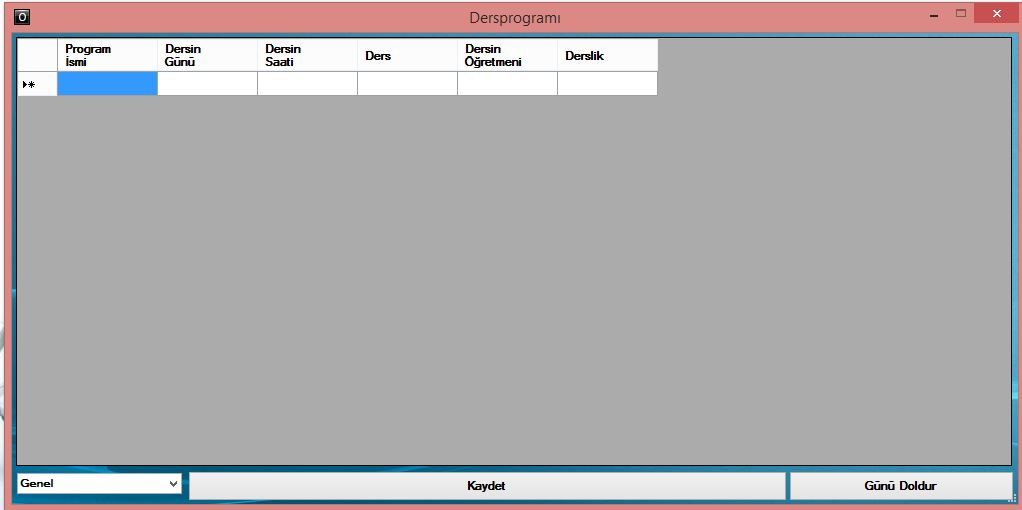 O
Dersprogramı
Program
İsmi
Dersin
Günü
Dersin
Saati
Ders
Dersin
Öğretmeni
Derslik
Genel
Kaydet
Günü Doldur